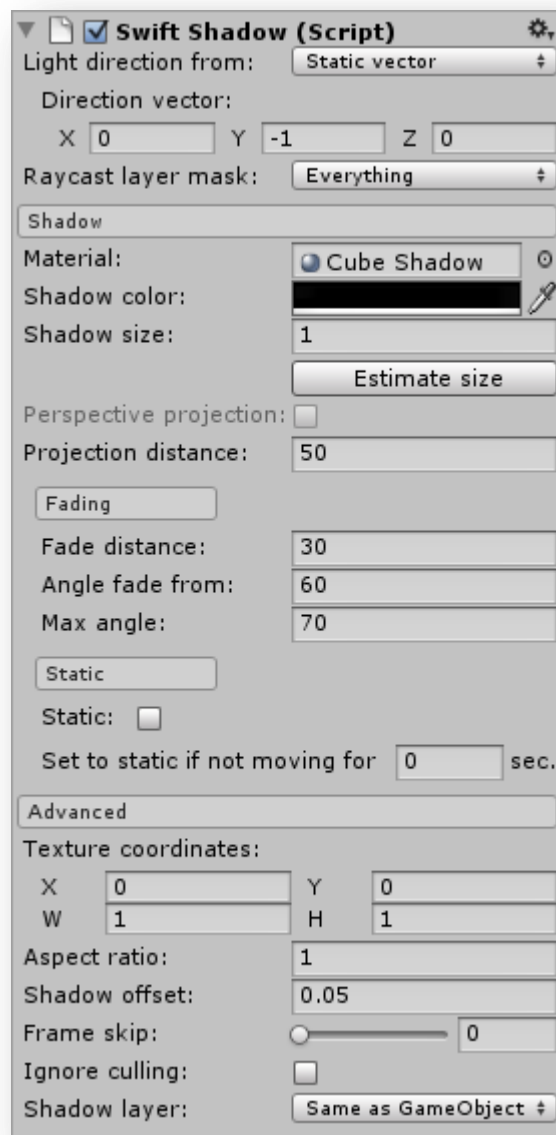 Swift Shadow (Script)
Light direction from: Static vector
Direction vector:
X 0 Y -1 Z 0
Raycast layer mask: Everything
Shadow
Material: Cube Shadow
Shadow color:
Shadow size: 1
Estimate size
Perspective projection:
Projection distance: 50
Fading
Fade distance: 30
Angle fade from: 60
Max angle: 70
Static
Static:
Set to static if not moving for 0 sec.
Advanced
Texture coordinates:
X 0 Y 0
W 1 H 1
Aspect ratio: 1
Shadow offset: 0.05
Frame skip: 0
Ignore culling:
Shadow layer: Same as GameObject